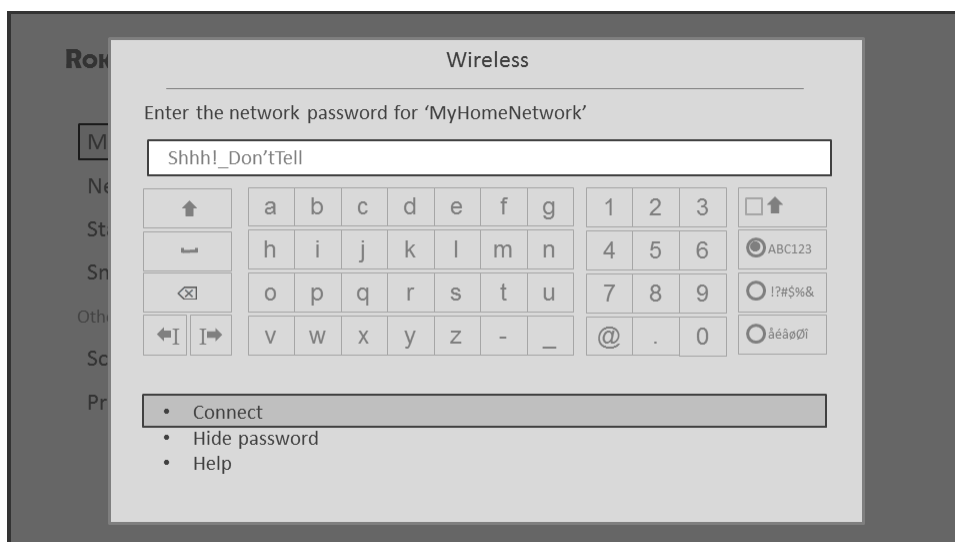 Wireless
Enter the network password for ‘MyHomeNetwork’
Shhh!_Don’tTell
a b c d e f g 1 2 3
h i j k l m n 4 5 6 ABC123
o p q r s t u 7 8 9 !?#$%&
v w x y z - _ @ . 0 åéâøØî
• Connect
• Hide password
• Help